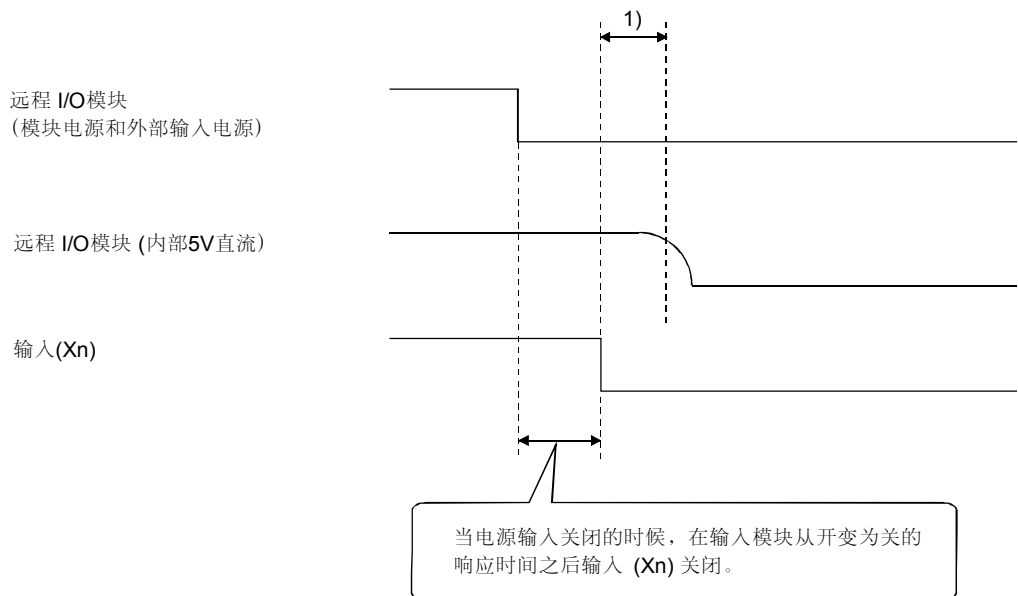 1)
远程 I/O模块
（模块电源和外部输入电源）
远程 I/O模块 (内部5V直流）
输入(Xn)
当电源输入关闭的时候，在输入模块从开变为关的
响应时间之后输入 (Xn) 关闭。